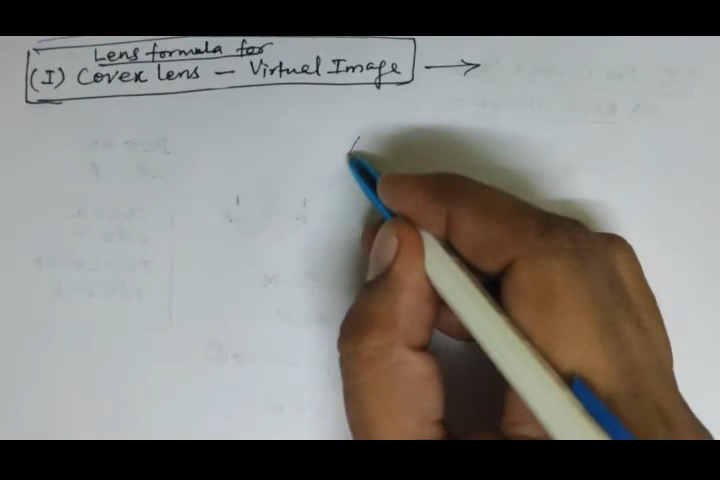 Lens formula for
(I) Covex lens — Virtual Image →